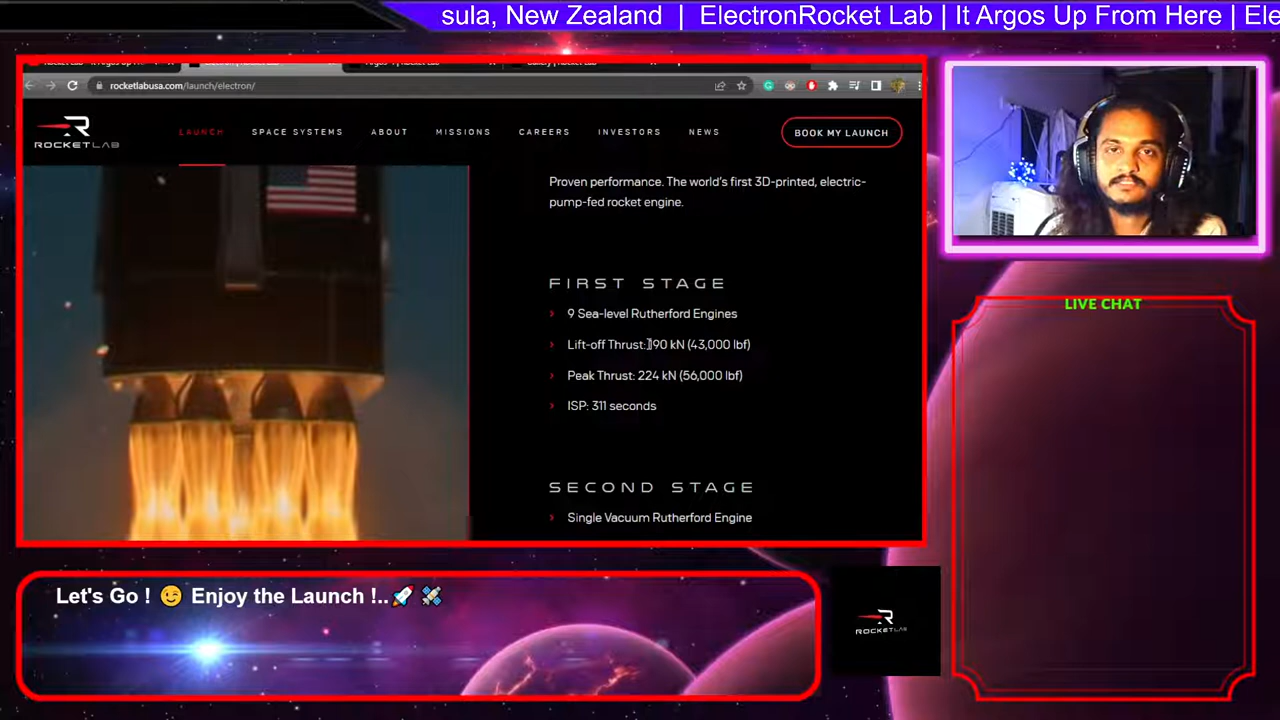 sula, New Zealand | ElectronRocket Lab | It Argos Up From Here | Ele
rocketlabusa.com/launch/electron/
ROCKETLAB
LAUNCH
SPACE SYSTEMS
ABOUT
MISSIONS
CAREERS
INVESTORS
NEWS
BOOK MY LAUNCH
Proven performance. The world's first 3D-printed, electric-
pump-fed rocket engine.
FIRST STAGE
9 Sea-level Rutherford Engines
Lift-off Thrust: 190 kN (43,000 lbf)
Peak Thrust: 224 kN (56,000 lbf)
ISP: 311 seconds
SECOND STAGE
Single Vacuum Rutherford Engine
LIVE CHAT
Let's Go ! 😉 Enjoy the Launch !..🚀 🛰️
ROCKETLAB